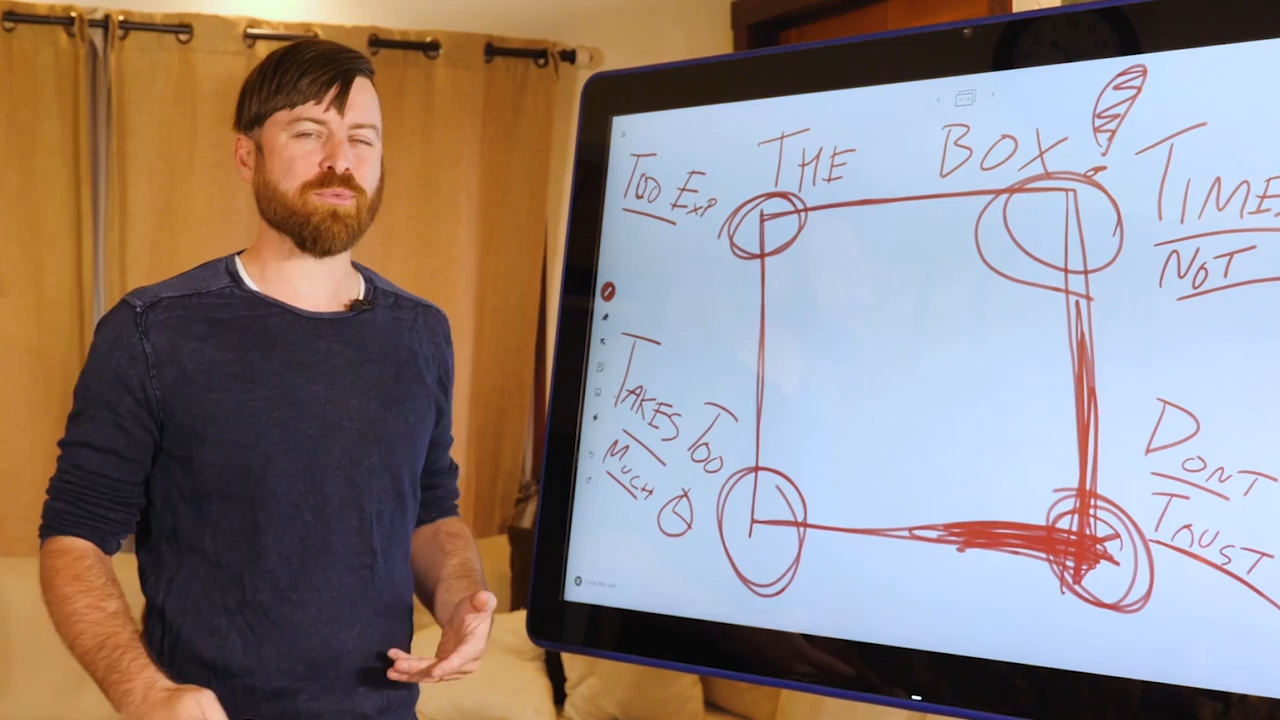 THE BOX!
TOO EXP
TIME
NOT
TAKES TOO
MUCH
DONT
TRUST